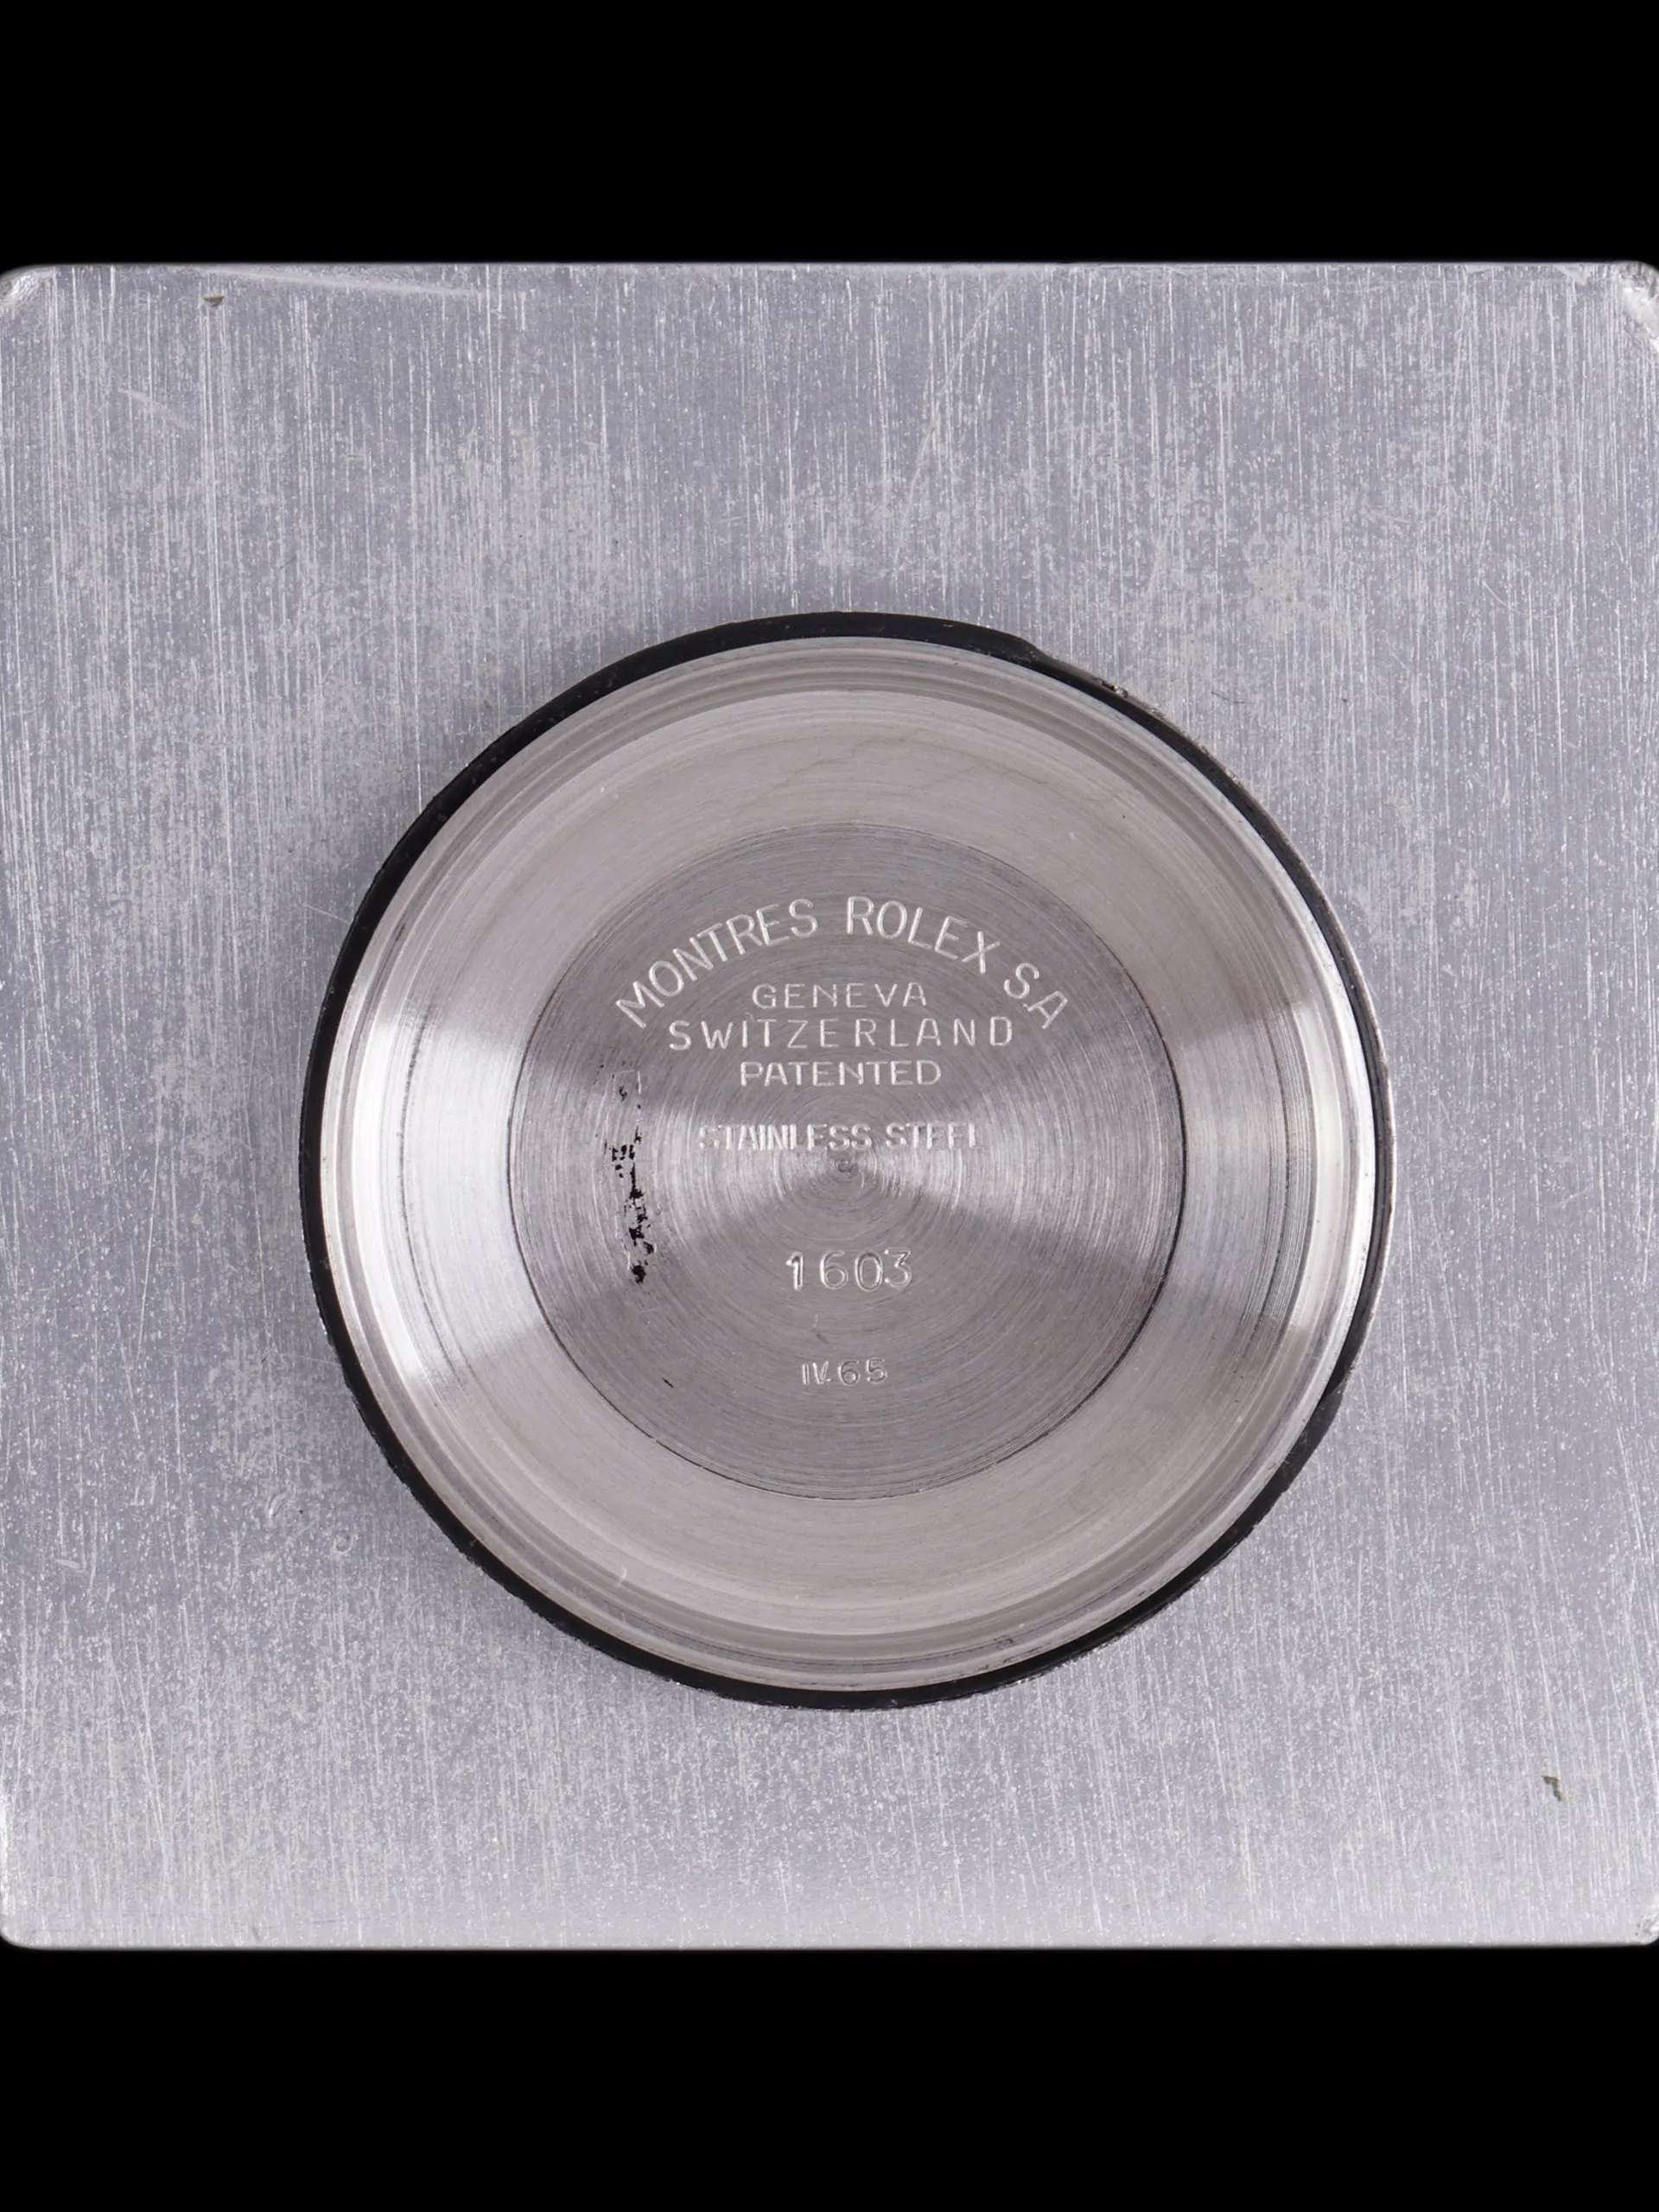 MONTRES ROLEX S.A
GENEVA
SWITZERLAND
PATENTED
STAINLESS STEEL
1603
IV.65